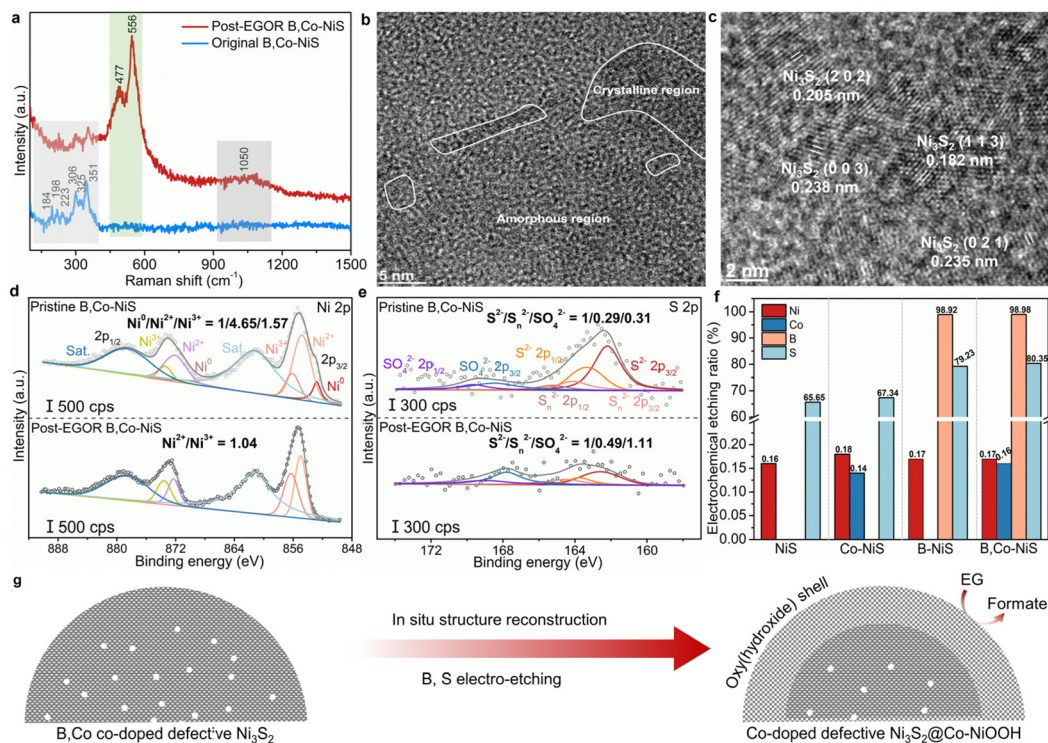 a
Post-EGOR B,Co-NiS
Original B,Co-NiS
556
477
184
198
223
306
325
351
1050
Intensity (a.u.)
300
600
900
1200
1500
Raman shift (cm-1)
b
Crystalline region
Amorphous region
5 nm
c
Ni3S2 (2 0 2)
0.205 nm
Ni3S2 (1 1 3)
0.182 nm
Ni3S2 (0 0 3)
0.238 nm
Ni3S2 (0 2 1)
0.235 nm
2 nm
d
Pristine B,Co-NiS
Ni 2p
Ni0/Ni2+/Ni3+ = 1/4.65/1.57
Sat.
2p1/2
Ni3+
Ni2+
Ni0
Sat.
Ni3+
Ni2+
2p3/2
Ni0
I 500 cps
Post-EGOR B,Co-NiS
Ni2+/Ni3+ = 1.04
I 500 cps
Intensity (a.u.)
888
880
872
864
856
848
Binding energy (eV)
e
Pristine B,Co-NiS
S 2p
S2-/Sn2-/SO42- = 1/0.29/0.31
SO42- 2p1/2
SO42- 2p3/2
S2- 2p1/2
S2- 2p3/2
Sn2- 2p1/2
Sn2- 2p3/2
I 300 cps
Post-EGOR B,Co-NiS
S2-/Sn2-/SO42- = 1/0.49/1.11
I 300 cps
Intensity (a.u.)
172
168
164
160
Binding energy (eV)
f
Ni
Co
B
S
Electrochemical etching ratio (%)
100
90
80
70
60
0.20
0.15
0.10
0.05
0.00
0.16
65.65
0.18
0.14
67.34
0.17
98.92
79.23
0.17
0.16
98.98
80.35
NiS
Co-NiS
B-NiS
B,Co-NiS
g
B,Co co-doped defective Ni3S2
In situ structure reconstruction
B, S electro-etching
Oxy(hydroxide) shell
EG
Formate
Co-doped defective Ni3S2@Co-NiOOH